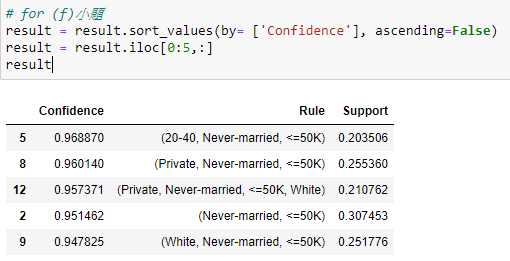 # for (f)小題
result = result.sort_values(by= ['Confidence'], ascending=False)
result = result.iloc[0:5,:]
result
Confidence Rule Support
5 0.968870 (20-40, Never-married, <=50K) 0.203506
8 0.960140 (Private, Never-married, <=50K) 0.255360
12 0.957371 (Private, Never-married, <=50K, White) 0.210762
2 0.951462 (Never-married, <=50K) 0.307453
9 0.947825 (White, Never-married, <=50K) 0.251776